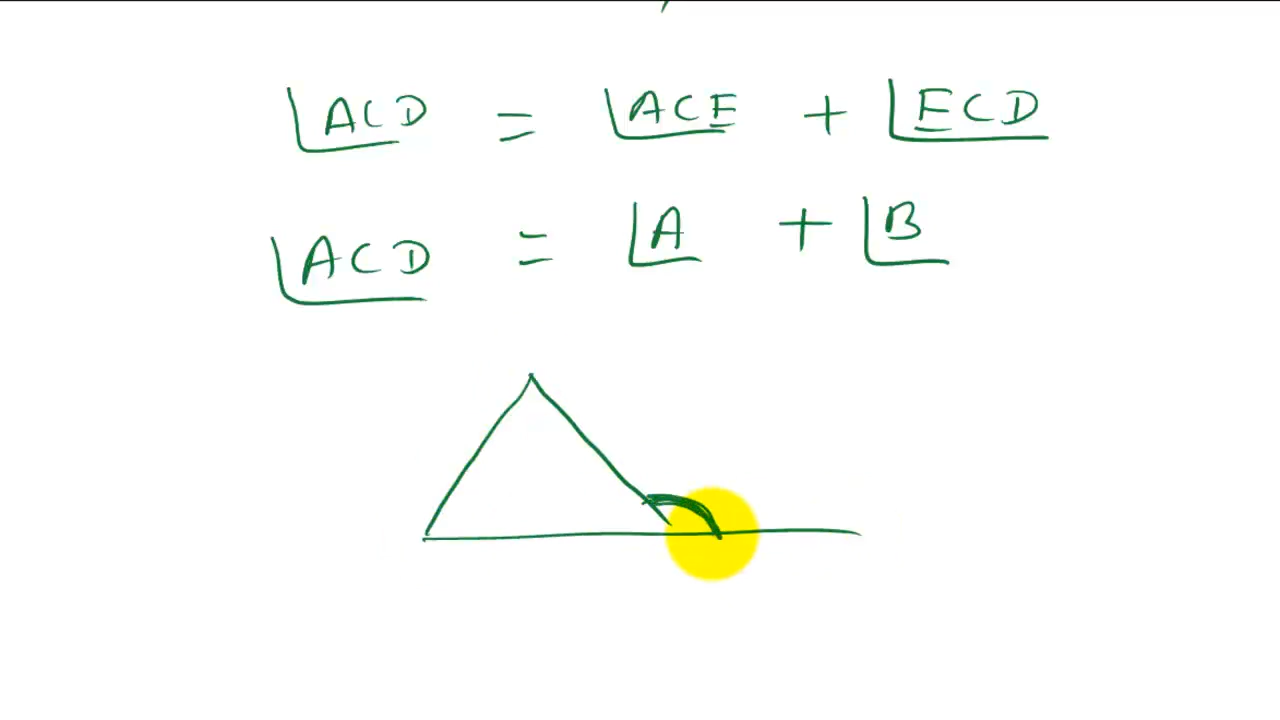 ∠ACD = ∠ACE + ∠ECD
∠ACD = ∠A + ∠B